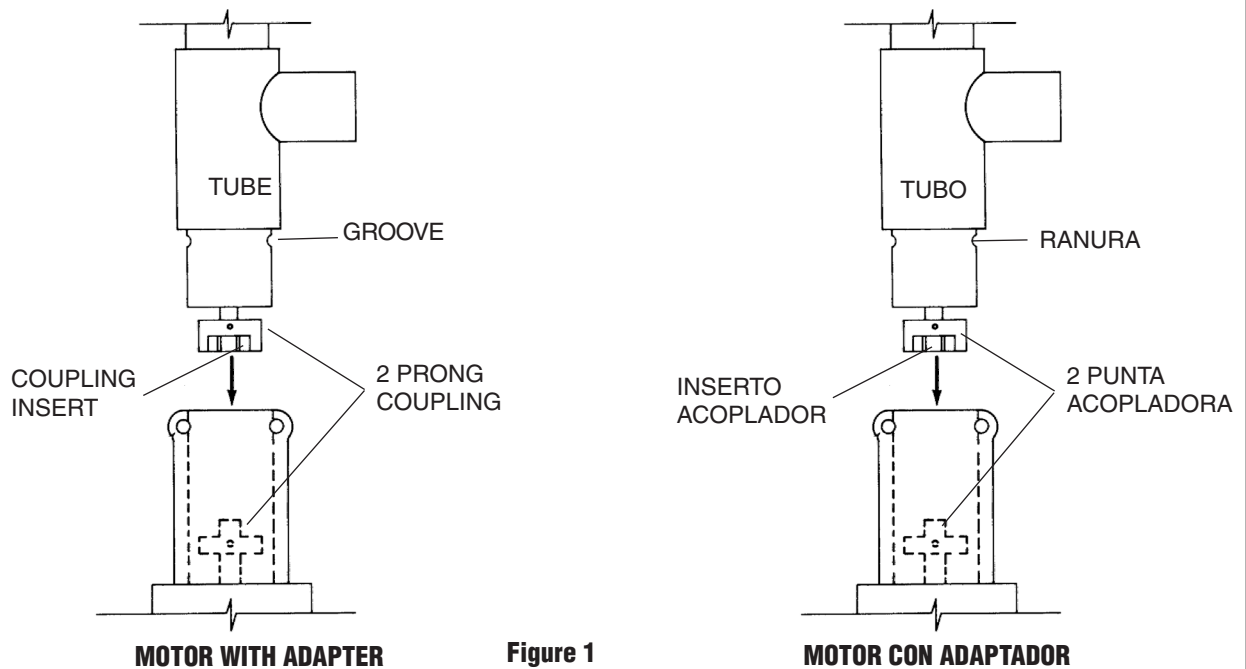 TUBE
GROOVE
COUPLING
INSERT
2 PRONG
COUPLING
MOTOR WITH ADAPTER
Figure 1
TUBO
RANURA
INSERTO
ACOPLADOR
2 PUNTA
ACOPLADORA
MOTOR CON ADAPTADOR